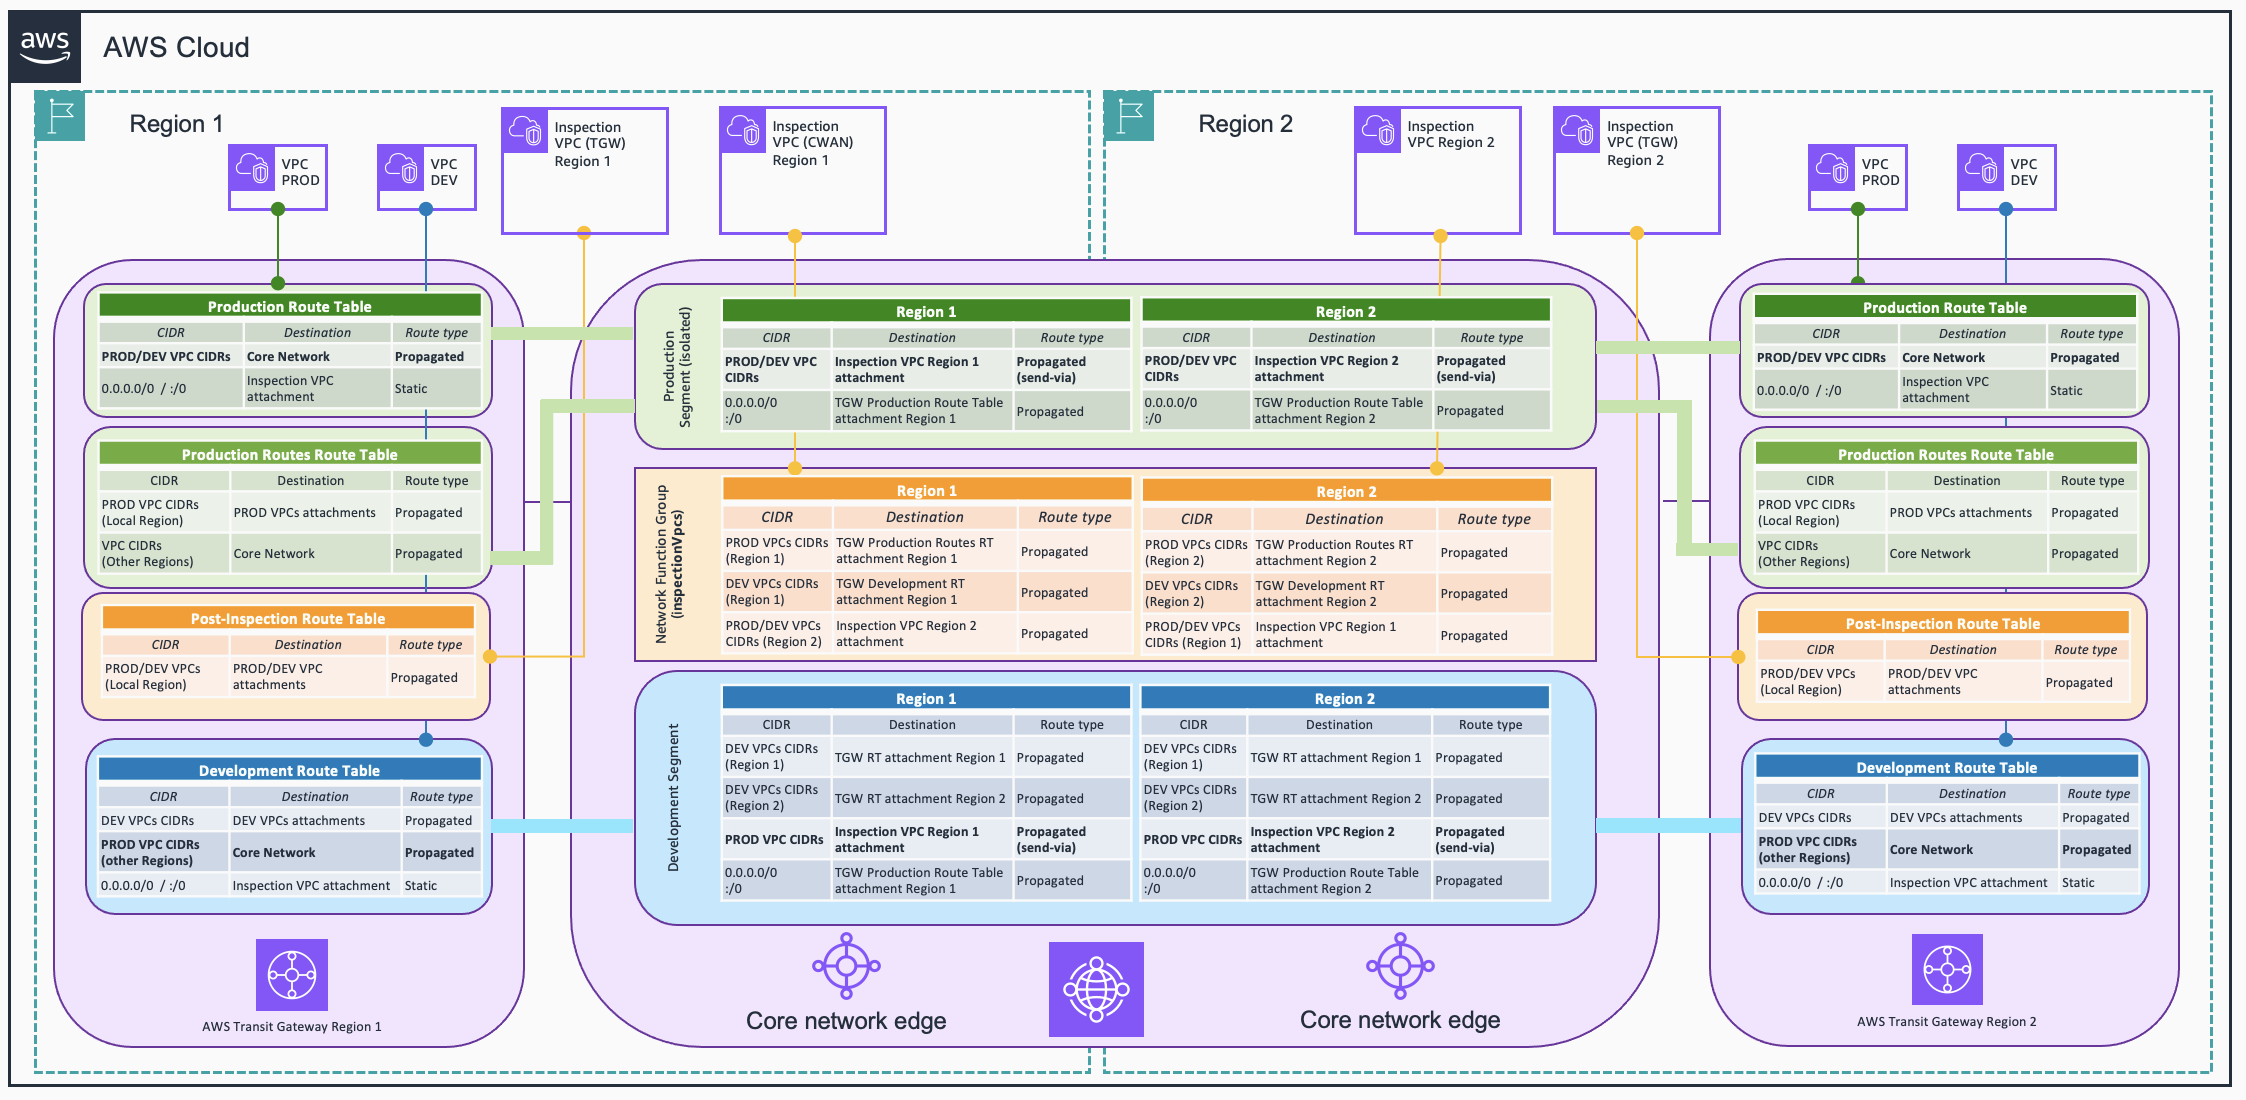 aws
AWS Cloud
Region 1
VPC
PROD
VPC
DEV
Inspection
VPC (TGW)
Region 1
Inspection
VPC (CWAN)
Region 1
Region 2
Inspection
VPC Region 2
Inspection
VPC (TGW)
Region 2
VPC
PROD
VPC
DEV
Production Route Table
CIDR Destination Route type
PROD/DEV VPC CIDRs Core Network Propagated
0.0.0.0/0 / :/0 Inspection VPC
attachment Static
Production Routes Route Table
CIDR Destination Route type
PROD VPC CIDRs
(Local Region) PROD VPCs attachments Propagated
VPC CIDRs
(Other Regions) Core Network Propagated
Post-Inspection Route Table
CIDR Destination Route type
PROD/DEV VPCs
(Local Region) PROD/DEV VPC
attachments Propagated
Development Route Table
CIDR Destination Route type
DEV VPCs CIDRs DEV VPCs attachments Propagated
PROD VPC CIDRs
(other Regions) Core Network Propagated
0.0.0.0/0 / :/0 Inspection VPC attachment Static
AWS Transit Gateway Region 1
Production
Segment (isolated)
Region 1
CIDR Destination Route type
PROD/DEV VPC
CIDRs Inspection VPC Region 1
attachment Propagated
(send-via)
0.0.0.0/0
:/0 TGW Production Route Table
attachment Region 1 Propagated
Region 2
CIDR Destination Route type
PROD/DEV VPC
CIDRs Inspection VPC Region 2
attachment Propagated
(send-via)
0.0.0.0/0
:/0 TGW Production Route Table
attachment Region 2 Propagated
Network Function Group
(inspectionVpcs)
Region 1
CIDR Destination Route type
PROD VPCs CIDRs
(Region 1) TGW Production Routes RT
attachment Region 1 Propagated
DEV VPCs CIDRs
(Region 1) TGW Development RT
attachment Region 1 Propagated
PROD/DEV VPCs
CIDRs (Region 2) Inspection VPC Region 2
attachment Propagated
Region 2
CIDR Destination Route type
PROD VPCs CIDRs
(Region 2) TGW Production Routes RT
attachment Region 2 Propagated
DEV VPCs CIDRs
(Region 2) TGW Development RT
attachment Region 2 Propagated
PROD/DEV VPCs
CIDRs (Region 1) Inspection VPC Region 1
attachment Propagated
Development Segment
Region 1
CIDR Destination Route type
DEV VPCs CIDRs
(Region 1) TGW RT attachment Region 1 Propagated
DEV VPCs CIDRs
(Region 2) TGW RT attachment Region 2 Propagated
PROD VPC CIDRs Inspection VPC Region 1
attachment Propagated
(send-via)
0.0.0.0/0
:/0 TGW Production Route Table
attachment Region 1 Propagated
Region 2
CIDR Destination Route type
DEV VPCs CIDRs
(Region 1) TGW RT attachment Region 1 Propagated
DEV VPCs CIDRs
(Region 2) TGW RT attachment Region 2 Propagated
PROD VPC CIDRs Inspection VPC Region 2
attachment Propagated
(send-via)
0.0.0.0/0
:/0 TGW Production Route Table
attachment Region 2 Propagated
Core network edge
Core network edge
Production Route Table
CIDR Destination Route type
PROD/DEV VPC CIDRs Core Network Propagated
0.0.0.0/0 / :/0 Inspection VPC
attachment Static
Production Routes Route Table
CIDR Destination Route type
PROD VPC CIDRs
(Local Region) PROD VPCs attachments Propagated
VPC CIDRs
(Other Regions) Core Network Propagated
Post-Inspection Route Table
CIDR Destination Route type
PROD/DEV VPCs
(Local Region) PROD/DEV VPC
attachments Propagated
Development Route Table
CIDR Destination Route type
DEV VPCs CIDRs DEV VPCs attachments Propagated
PROD VPC CIDRs
(other Regions) Core Network Propagated
0.0.0.0/0 / :/0 Inspection VPC attachment Static
AWS Transit Gateway Region 2